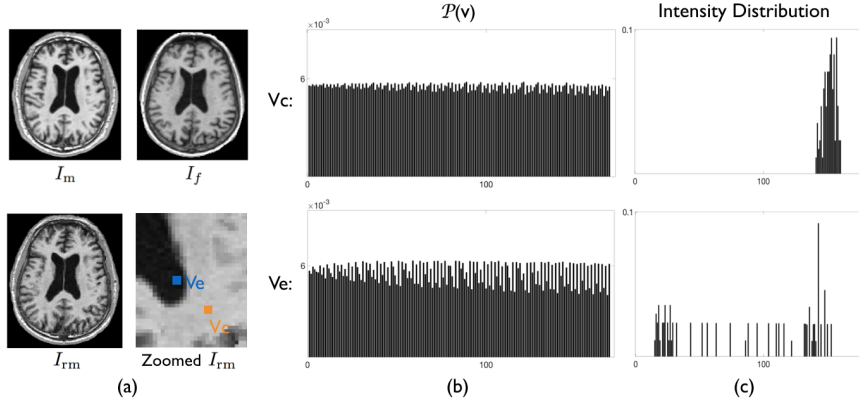 𝒫(v)
Intensity Distribution
×10⁻³
6
Vc:
0
100
0.1
0
100
I_m
I_f
×10⁻³
6
Ve:
0
100
0.1
0
100
Ve
Vc
I_rm
Zoomed I_rm
(a)
(b)
(c)